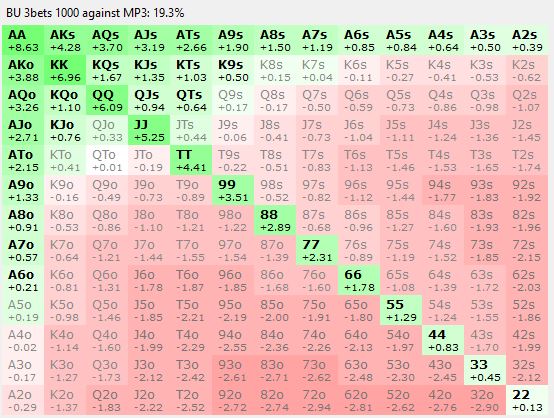 BU 3bets 1000 against MP3: 19.3%
AA AKs AQs AJs ATs A9s A8s A7s A6s A5s A4s A3s A2s
+8.63 +4.28 +3.70 +3.19 +2.66 +1.90 +1.50 +1.19 +0.85 +0.84 +0.64 +0.50 +0.39
AKo KK KQs KJs KTs K9s K8s K7s K6s K5s K4s K3s K2s
+3.88 +6.96 +1.67 +1.35 +1.03 +0.50 +0.15 +0.04 -0.11 -0.27 -0.41 -0.53 -0.62
AQo KQo QQ QJs QTs Q9s Q8s Q7s Q6s Q5s Q4s Q3s Q2s
+3.26 +1.10 +6.09 +0.94 +0.64 +0.17 -0.17 -0.50 -0.59 -0.73 -0.86 -0.98 -1.07
AJo KJo QJo JJ JTs J9s J8s J7s J6s J5s J4s J3s J2s
+2.71 +0.76 +0.33 +5.25 +0.44 -0.06 -0.41 -0.73 -1.04 -1.11 -1.24 -1.36 -1.45
ATo KTo QTo JTo TT T9s T8s T7s T6s T5s T4s T3s T2s
+2.15 +0.41 +0.01 -0.19 +4.41 -0.22 -0.51 -0.83 -1.13 -1.46 -1.53 -1.65 -1.74
A9o K9o Q9o J9o T9o 99 98s 97s 96s 95s 94s 93s 92s
+1.33 -0.16 -0.49 -0.73 -0.89 +3.51 -0.52 -0.82 -1.12 -1.44 -1.77 -1.83 -1.92
A8o K8o Q8o J8o T8o 98o 88 87s 86s 85s 84s 83s 82s
+0.91 -0.53 -0.86 -1.10 -1.21 -1.22 +2.89 -0.68 -0.96 -1.27 -1.60 -1.93 -1.96
A7o K7o Q7o J7o T7o 97o 87o 77 76s 75s 74s 73s 72s
+0.57 -0.64 -1.21 -1.44 -1.55 -1.54 -1.39 +2.31 -0.89 -1.19 -1.52 -1.85 -2.15
A6o K6o Q6o J6o T6o 96o 86o 76o 66 65s 64s 63s 62s
+0.21 -0.81 -1.31 -1.78 -1.87 -1.85 -1.68 -1.60 +1.78 -1.08 -1.39 -1.72 -2.03
A5o K5o Q5o J5o T5o 95o 85o 75o 65o 55 54s 53s 52s
+0.19 -0.98 -1.46 -1.85 -2.21 -2.19 -2.00 -1.91 -1.80 +1.29 -1.24 -1.55 -1.86
A4o K4o Q4o J4o T4o 94o 84o 74o 64o 54o 44 43s 42s
-0.02 -1.14 -1.60 -1.99 -2.29 -2.55 -2.36 -2.26 -2.13 -1.97 +0.83 -1.70 -1.99
A3o K3o Q3o J3o T3o 93o 83o 73o 63o 53o 43o 33 32s
-0.17 -1.27 -1.73 -2.12 -2.42 -2.61 -2.71 -2.62 -2.48 -2.30 -2.45 +0.45 -2.12
A2o K2o Q2o J2o T2o 92o 82o 72o 62o 52o 42o 32o 22
-0.29 -1.37 -1.83 -2.22 -2.52 -2.72 -2.74 -2.94 -2.81 -2.62 -2.76 -2.90 +0.13